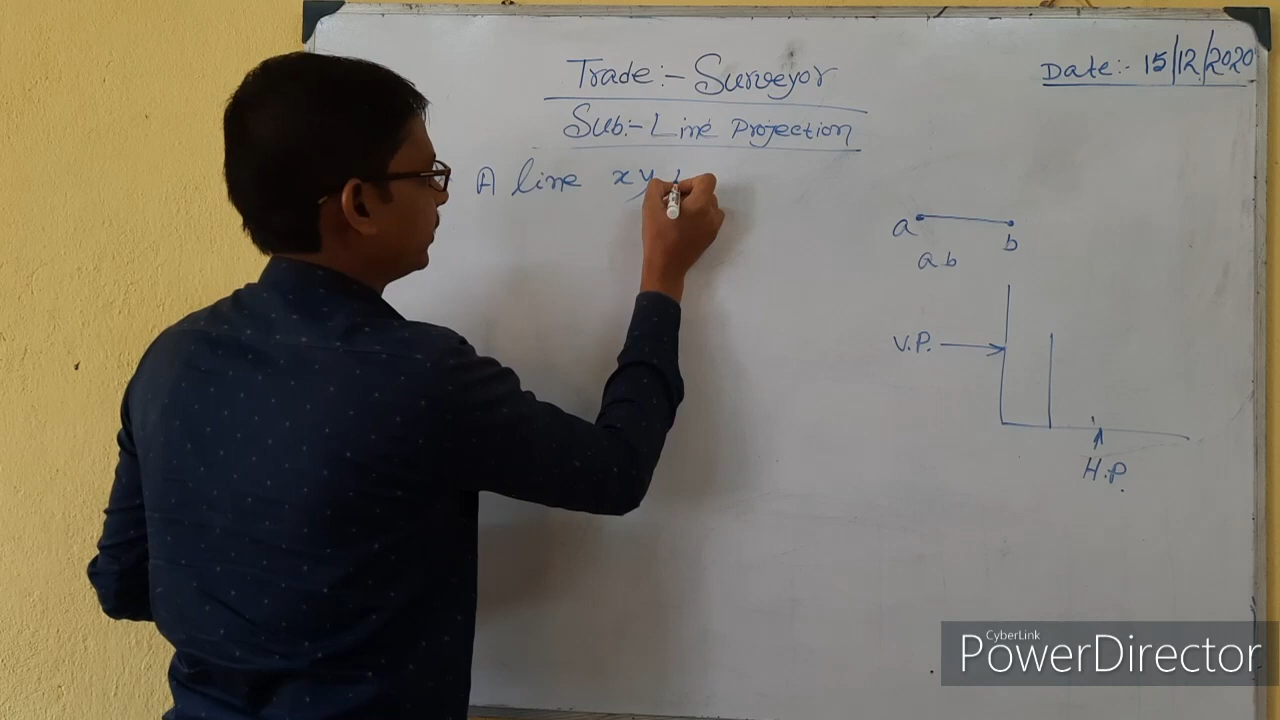 Trade:- Surveyor
Date:- 15/12/2020
Sub:- Line Projection
A line xy
a
b
ab
V.P.
H.P.
CyberLink
PowerDirector